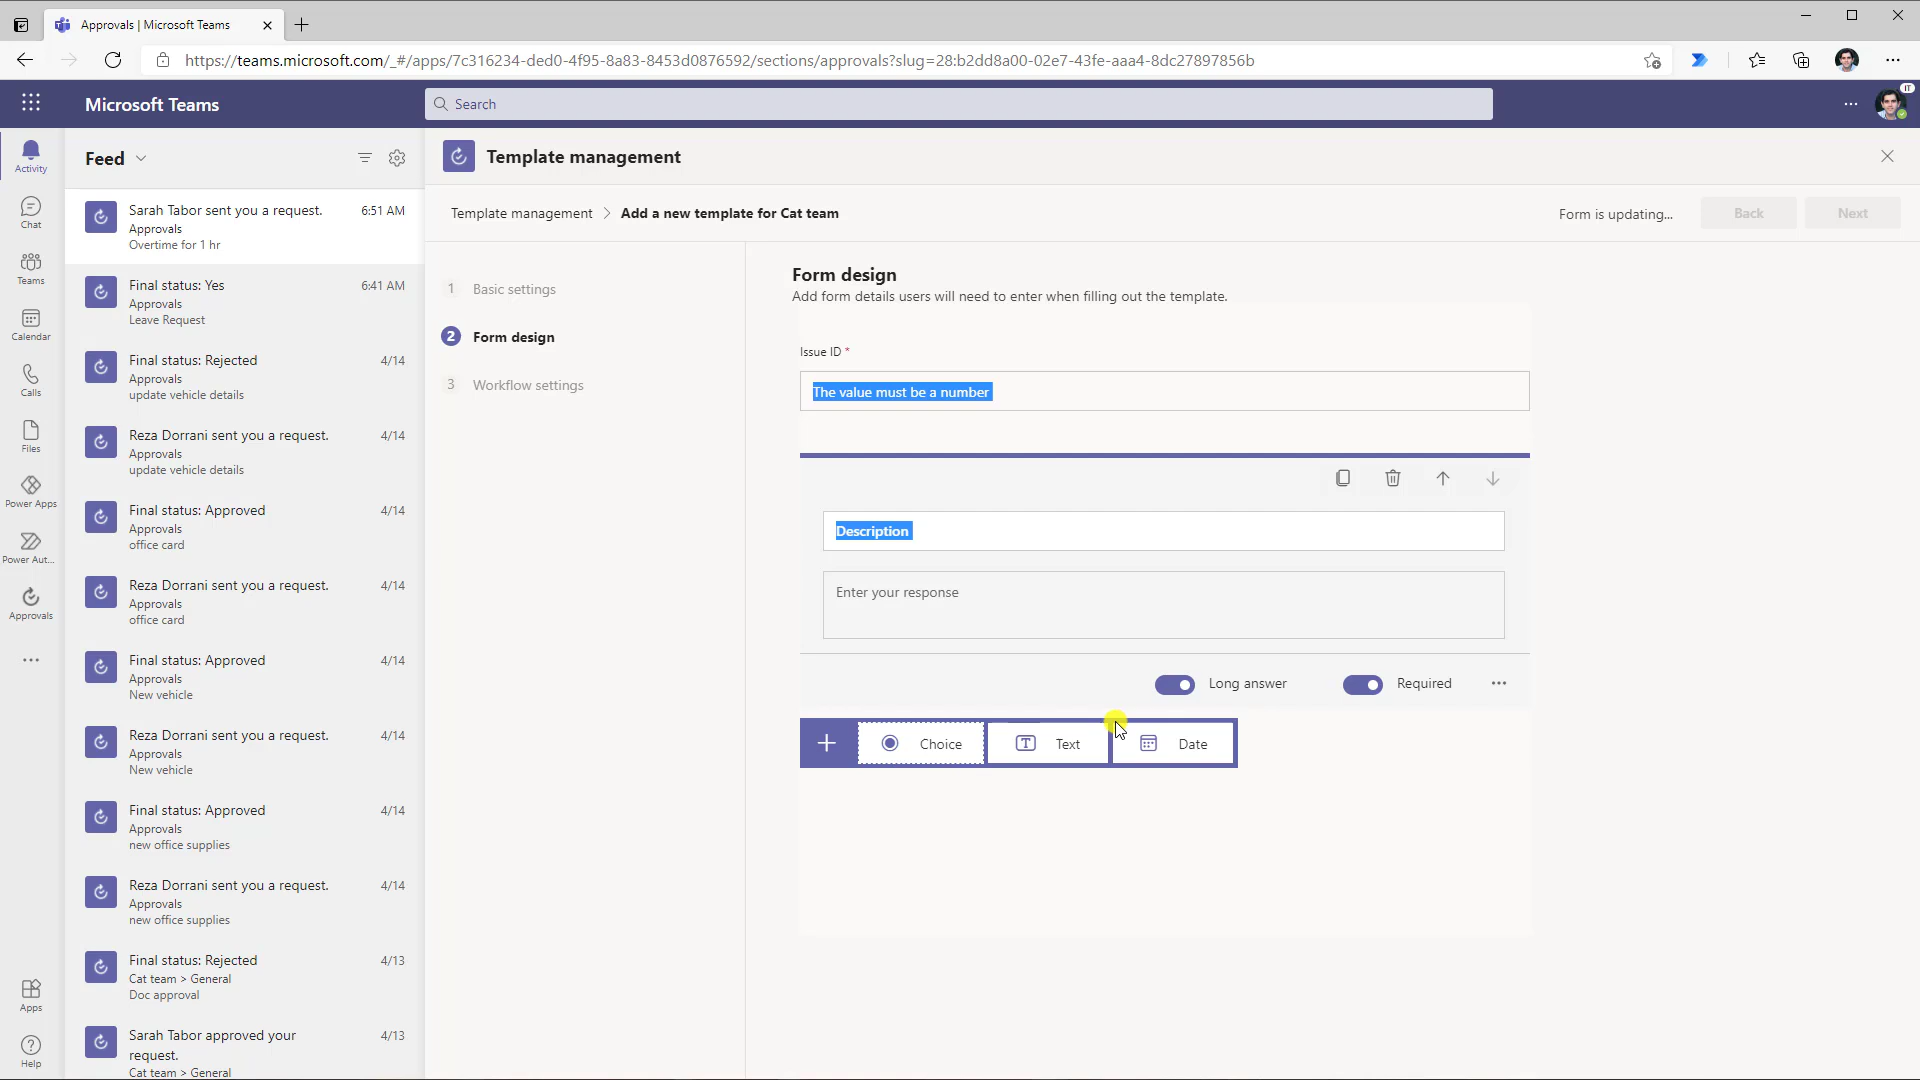 Approvals | Microsoft Teams
https://teams.microsoft.com/_#/apps/7c316234-ded0-4f95-8a83-8453d0876592/sections/approvals?slug=28:b2dd8a00-02e7-43fe-aaa4-8dc27897856b
Microsoft Teams
Search
IT
Activity
Chat
Teams
Calendar
Calls
Files
Power Apps
Power Aut...
Approvals
Apps
Help
Feed
Sarah Tabor sent you a request. 6:51 AM
Approvals
Overtime for 1 hr
Final status: Yes 6:41 AM
Approvals
Leave Request
Final status: Rejected 4/14
Approvals
update vehicle details
Reza Dorrani sent you a request. 4/14
Approvals
update vehicle details
Final status: Approved 4/14
Approvals
office card
Reza Dorrani sent you a request. 4/14
Approvals
office card
Final status: Approved 4/14
Approvals
New vehicle
Reza Dorrani sent you a request. 4/14
Approvals
New vehicle
Final status: Approved 4/14
Approvals
new office supplies
Reza Dorrani sent you a request. 4/14
Approvals
new office supplies
Final status: Rejected 4/13
Cat team > General
Doc approval
Sarah Tabor approved your 4/13
request.
Cat team > General
Template management
Template management > Add a new template for Cat team
Form is updating...
Back
Next
1 Basic settings
2 Form design
3 Workflow settings
Form design
Add form details users will need to enter when filling out the template.
Issue ID *
The value must be a number
Description
Enter your response
Long answer
Required
Choice
Text
Date